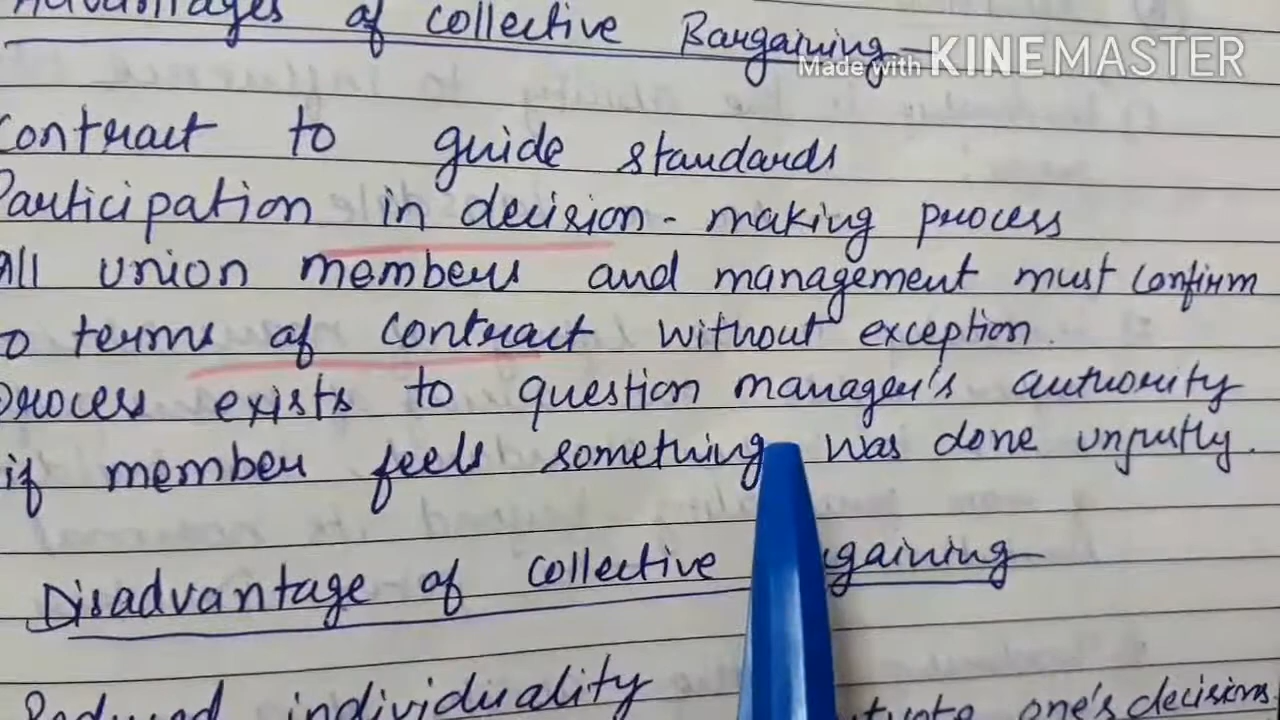 Advantages of collective Bargaining
Made with KINEMASTER
Contract to guide standards
Participation in decision - making process
All union members and management must confirm
to terms of contract without exception.
process exists to question manager's authority
if member feels something was done unjustly.
Disadvantage of collective
Reduced individuality one's decisions